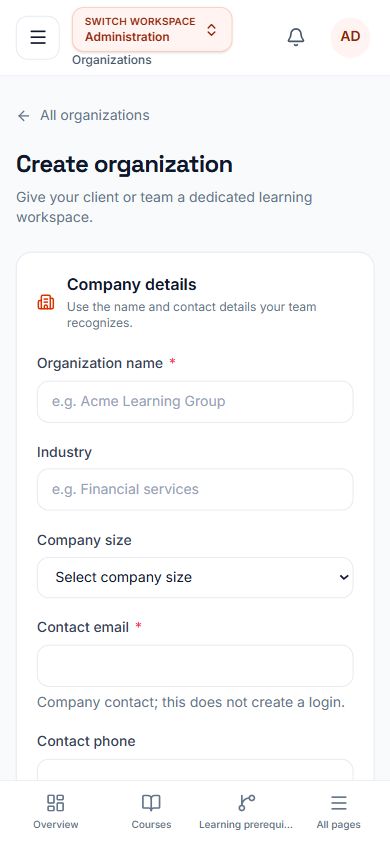 SWITCH WORKSPACE
Administration
AD
Organizations
All organizations
Create organization
Give your client or team a dedicated learning
workspace.
Company details
Use the name and contact details your team
recognizes.
Organization name *
e.g. Acme Learning Group
Industry
e.g. Financial services
Company size
Select company size
Contact email *
Company contact; this does not create a login.
Contact phone
Overview
Courses
Learning prerequi...
All pages